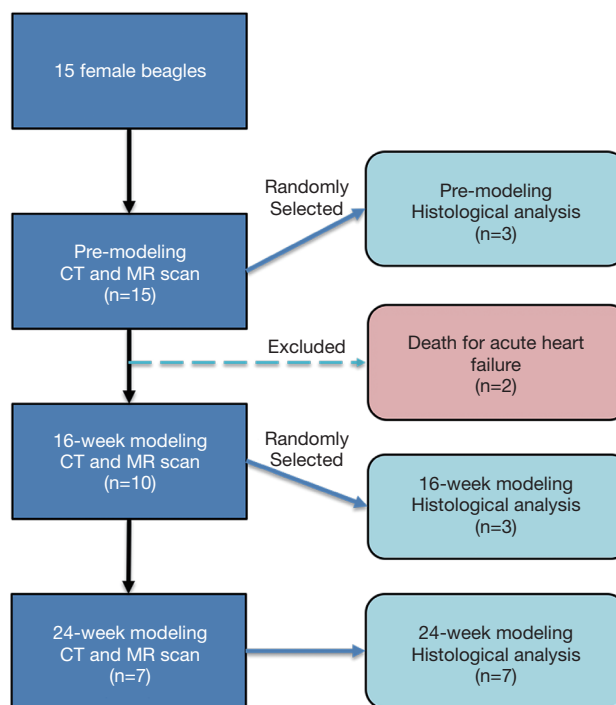 15 female beagles
Randomly
Selected
Pre-modeling
Histological analysis
(n=3)
Pre-modeling
CT and MR scan
(n=15)
Excluded
Death for acute heart
failure
(n=2)
16-week modeling
CT and MR scan
(n=10)
Randomly
Selected
16-week modeling
Histological analysis
(n=3)
24-week modeling
CT and MR scan
(n=7)
24-week modeling
Histological analysis
(n=7)